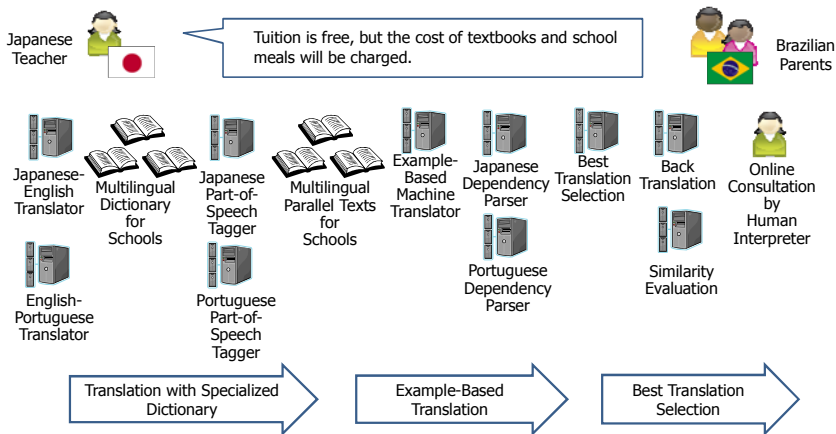 Japanese
Teacher
Tuition is free, but the cost of textbooks and school
meals will be charged.
Brazilian
Parents
Japanese-
English
Translator
Multilingual
Dictionary
for
Schools
Japanese
Part-of-
Speech
Tagger
Multilingual
Parallel Texts
for
Schools
Example-
Based
Machine
Translator
Japanese
Dependency
Parser
Best
Translation
Selection
Back
Translation
Online
Consultation
by
Human
Interpreter
English-
Portuguese
Translator
Portuguese
Part-of-
Speech
Tagger
Portuguese
Dependency
Parser
Similarity
Evaluation
Translation with Specialized
Dictionary
Example-Based
Translation
Best Translation
Selection